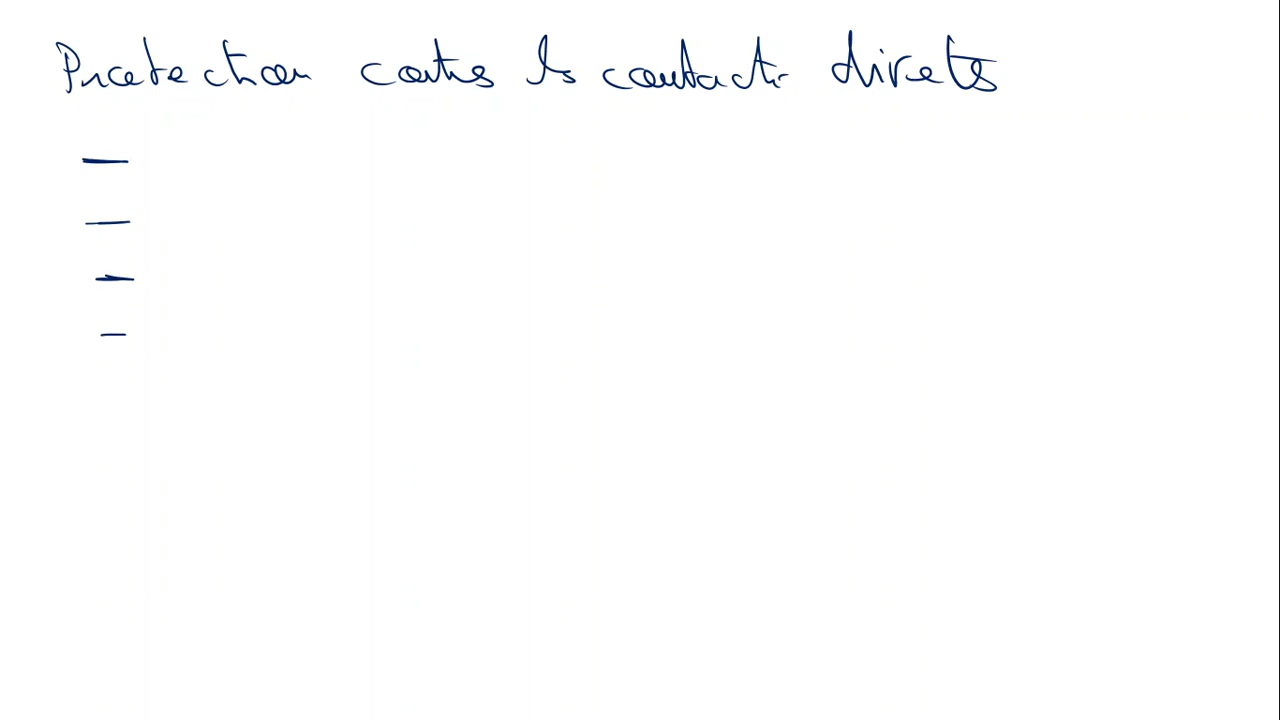 Protection contre les contacts directs
—
—
—
—